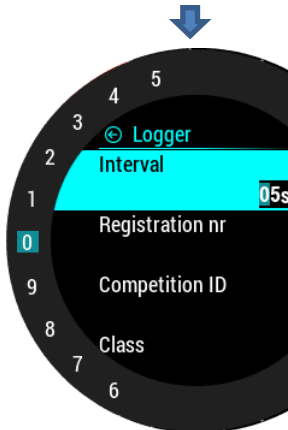 5
4
3
2
1
0
9
8
7
6
Logger
Interval
05s
Registration nr
Competition ID
Class